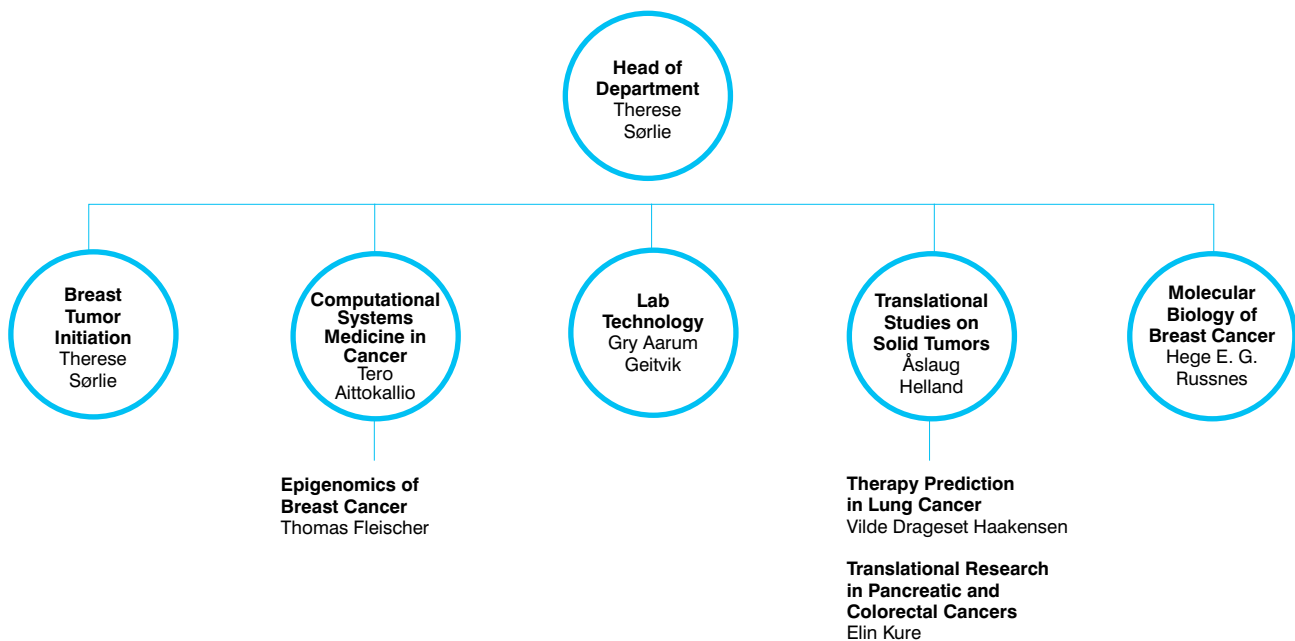 Head of
Department
Therese
Sørlie
Breast
Tumor
Initiation
Therese
Sørlie
Computational
Systems
Medicine in
Cancer
Tero
Aittokallio
Lab
Technology
Gry Aarum
Geitvik
Translational
Studies on
Solid Tumors
Åslaug
Helland
Molecular
Biology of
Breast Cancer
Hege E. G.
Russnes
Epigenomics of
Breast Cancer
Thomas Fleischer
Therapy Prediction
in Lung Cancer
Vilde Drageset Haakensen
Translational Research
in Pancreatic and
Colorectal Cancers
Elin Kure